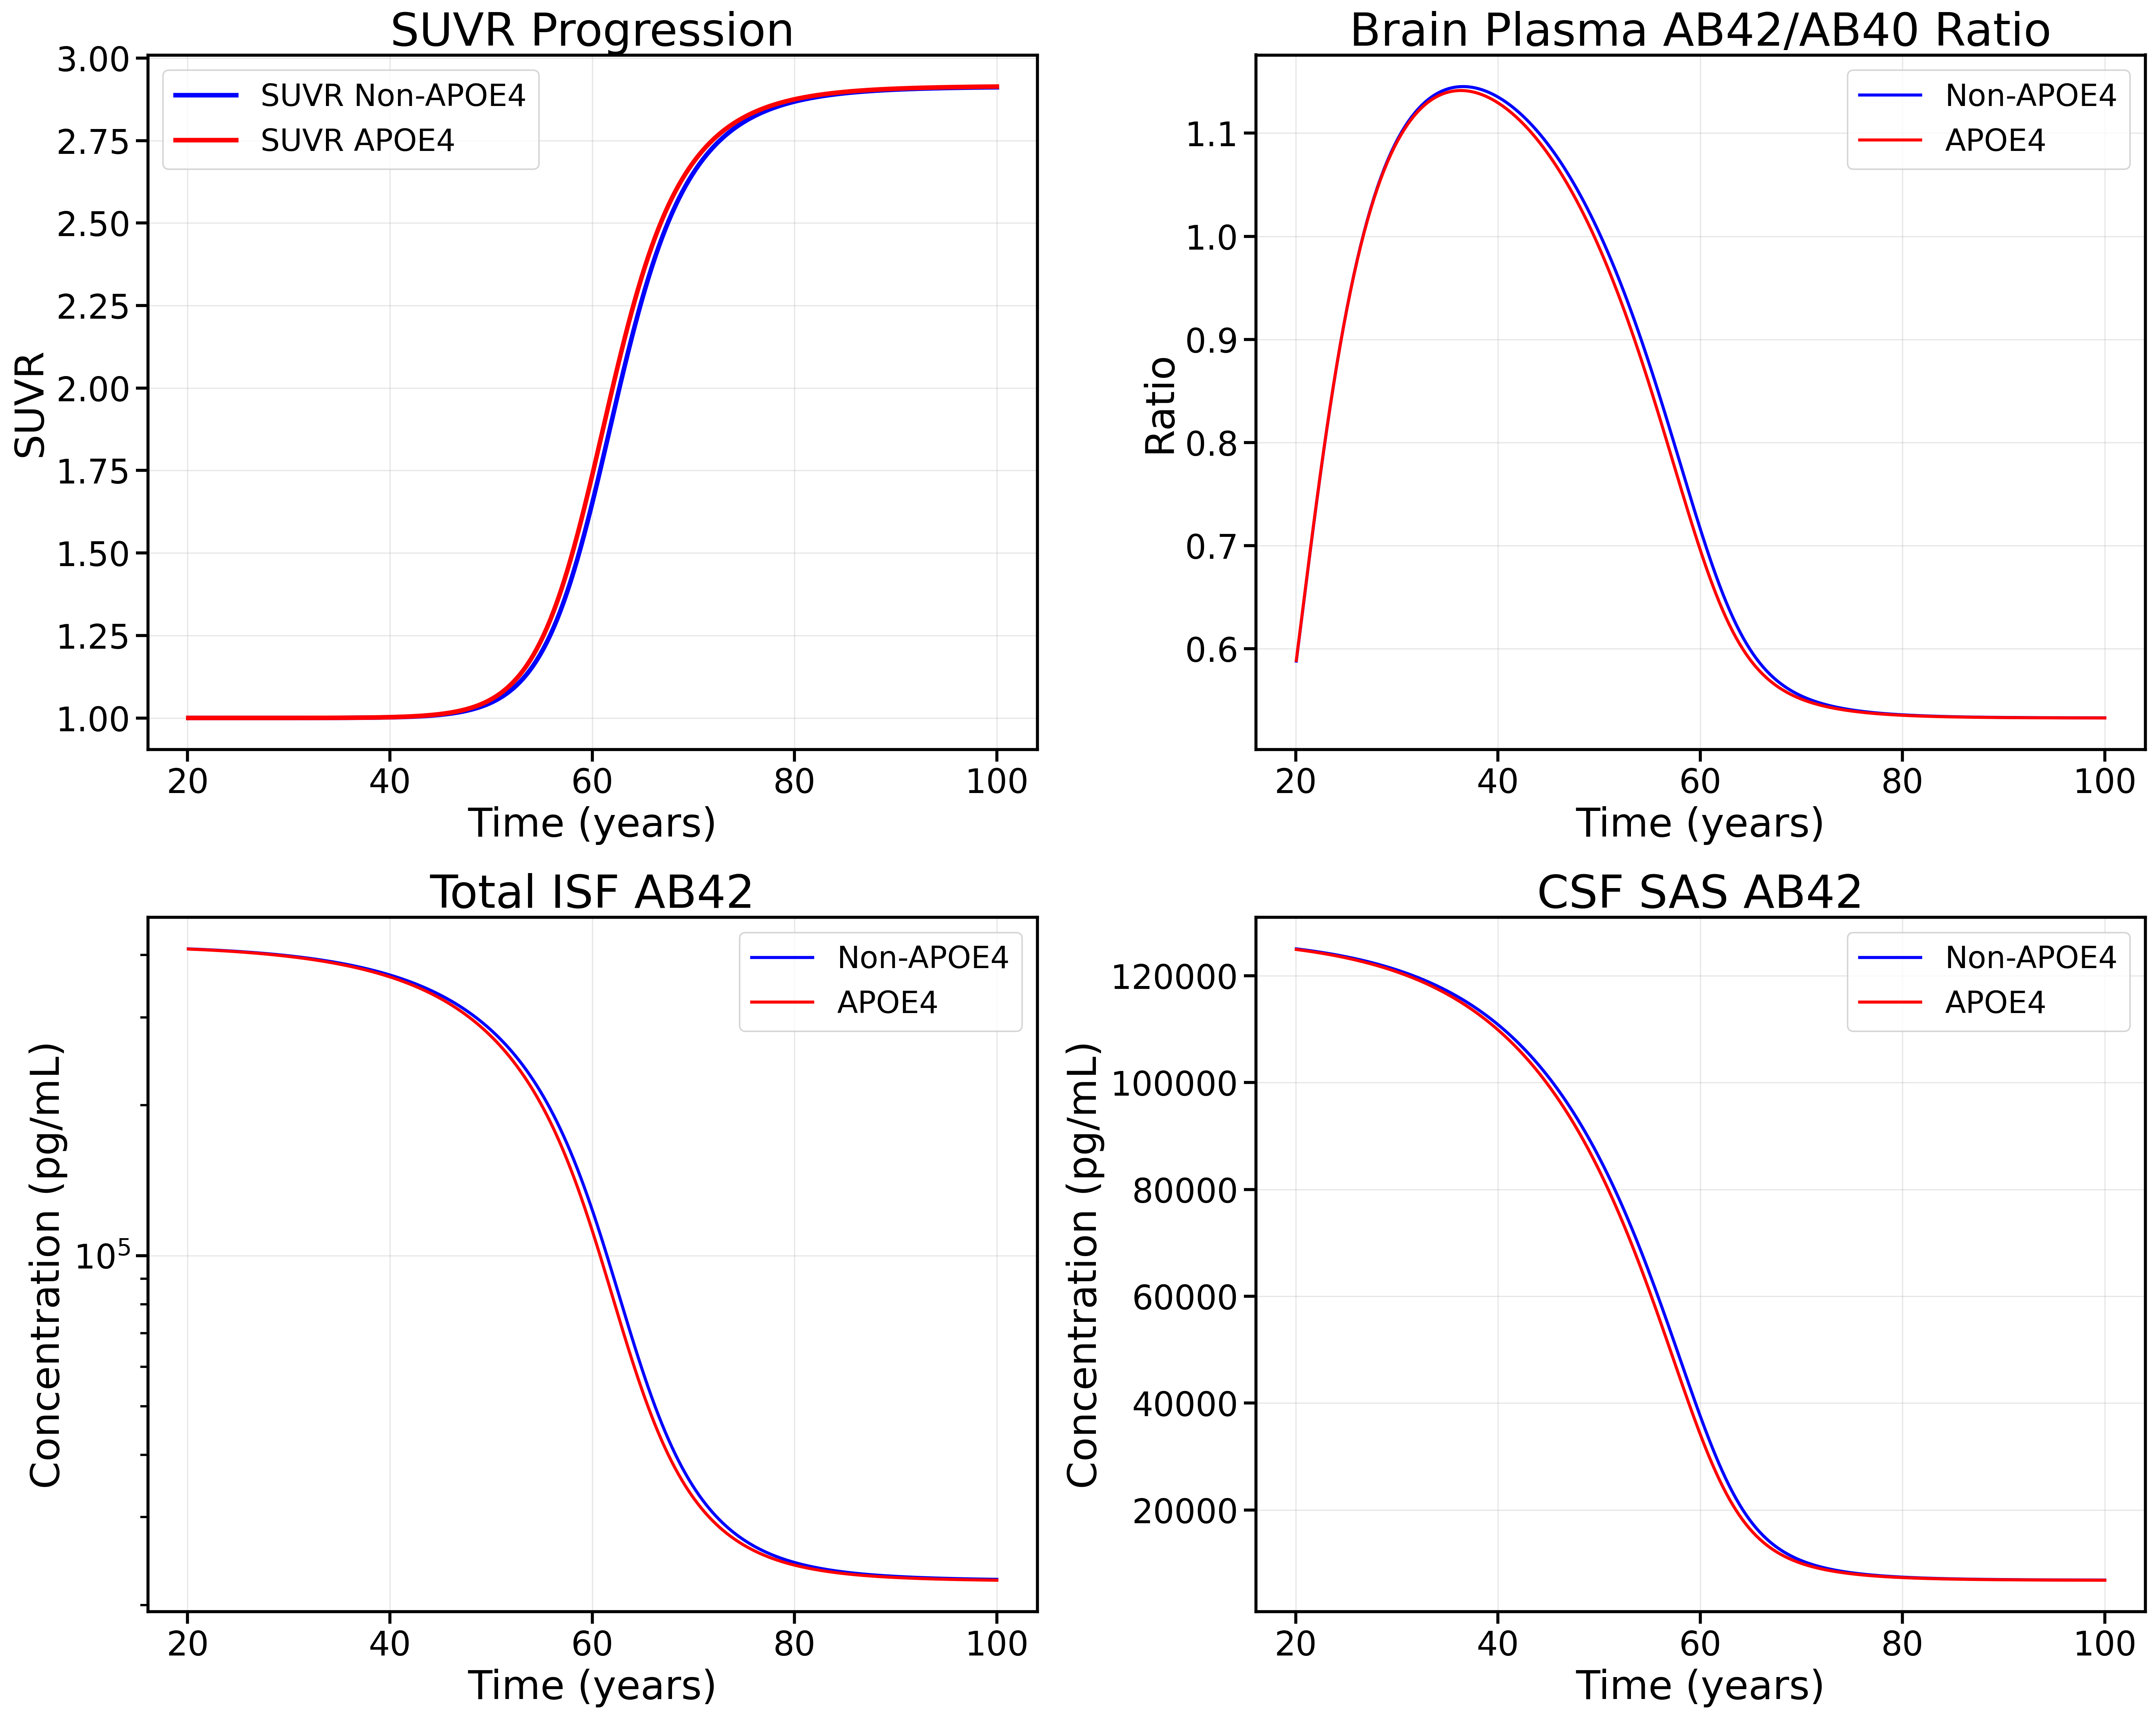 SUVR Progression
SUVR
3.00
2.75
2.50
2.25
2.00
1.75
1.50
1.25
1.00
SUVR Non-APOE4
SUVR APOE4
20 40 60 80 100
Time (years)
Brain Plasma AB42/AB40 Ratio
Ratio
1.1
1.0
0.9
0.8
0.7
0.6
Non-APOE4
APOE4
20 40 60 80 100
Time (years)
Total ISF AB42
Concentration (pg/mL)
10⁵
Non-APOE4
APOE4
20 40 60 80 100
Time (years)
CSF SAS AB42
Concentration (pg/mL)
120000
100000
80000
60000
40000
20000
Non-APOE4
APOE4
20 40 60 80 100
Time (years)